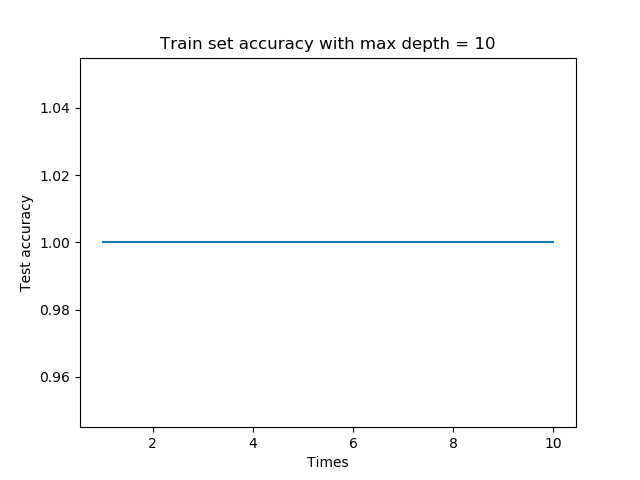 Train set accuracy with max depth = 10
1.04
1.02
1.00
0.98
0.96
Test accuracy
2 4 6 8 10
Times